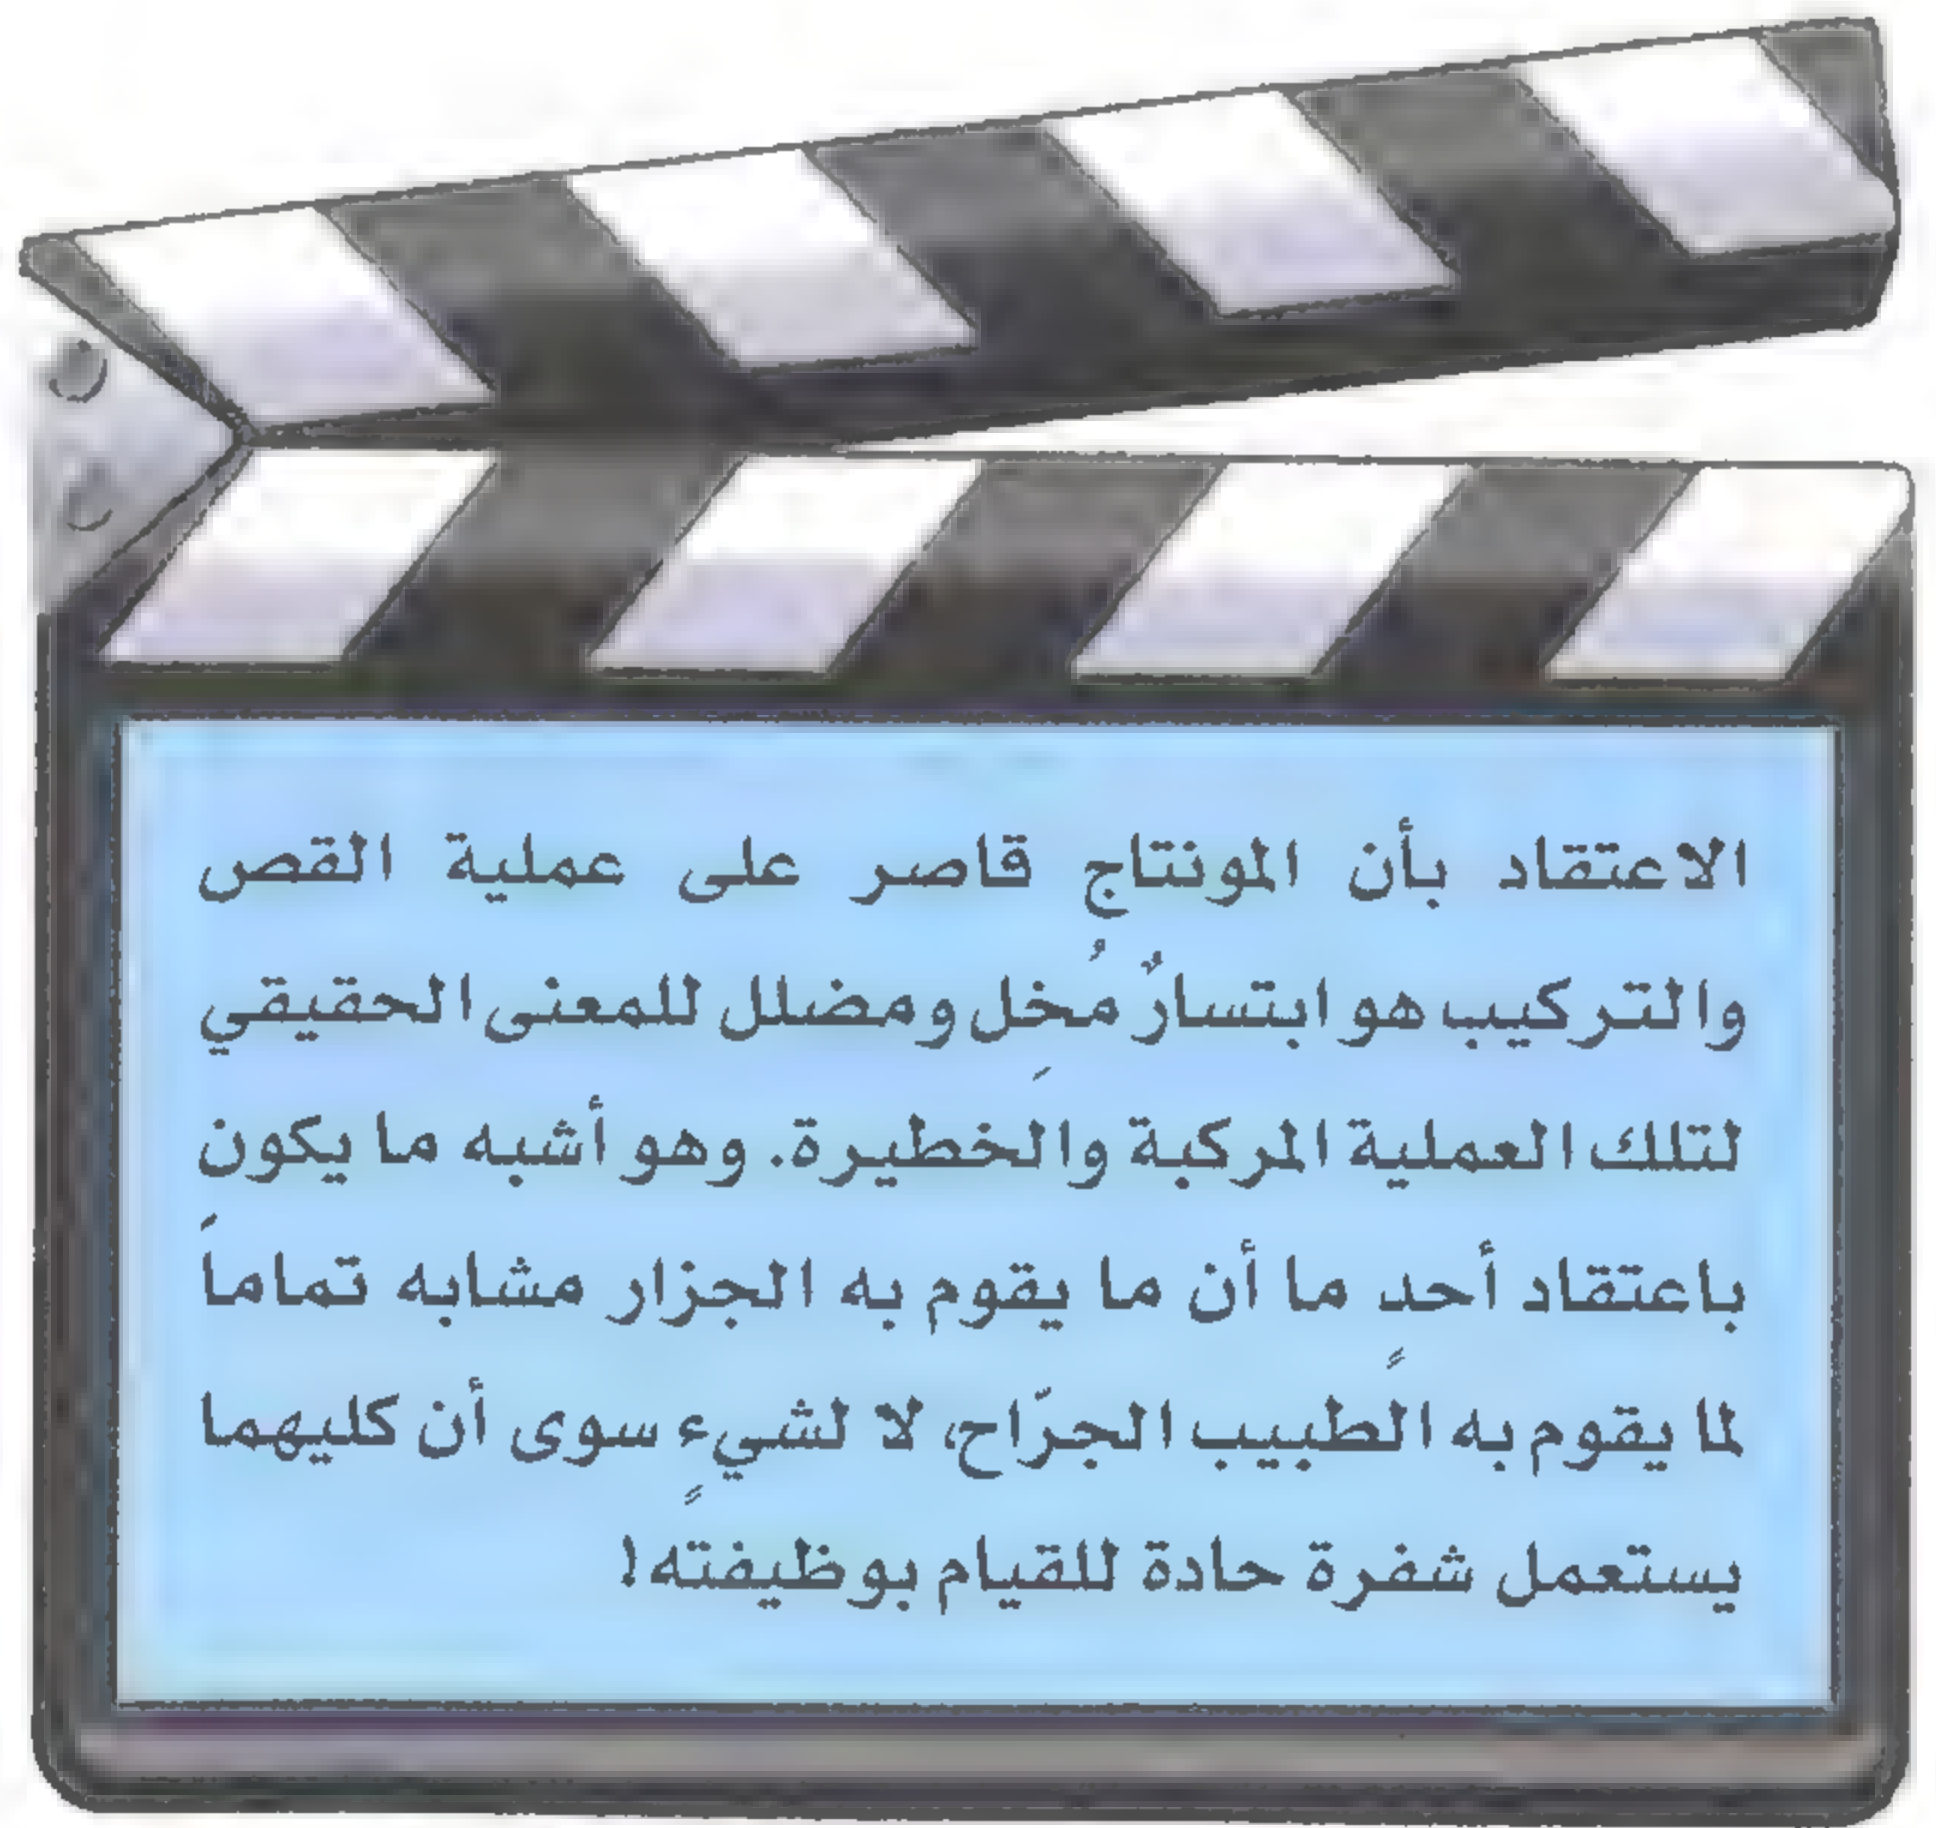 الاعتقاد بأن المونتاج قاصر على عملية القص
والتركيب هو ابتسارٌ مُخِل ومضلل للمعنى الحقيقي
لتلك العملية المركبة والخطيرة. وهو أشبه ما يكون
باعتقاد أحدٍ ما أن ما يقوم به الجزار مشابه تماماً
لما يقوم به الطبيب الجرّاح، لا لشيءٍ سوى أن كليهما
يستعمل شفرة حادة للقيام بوظيفته!